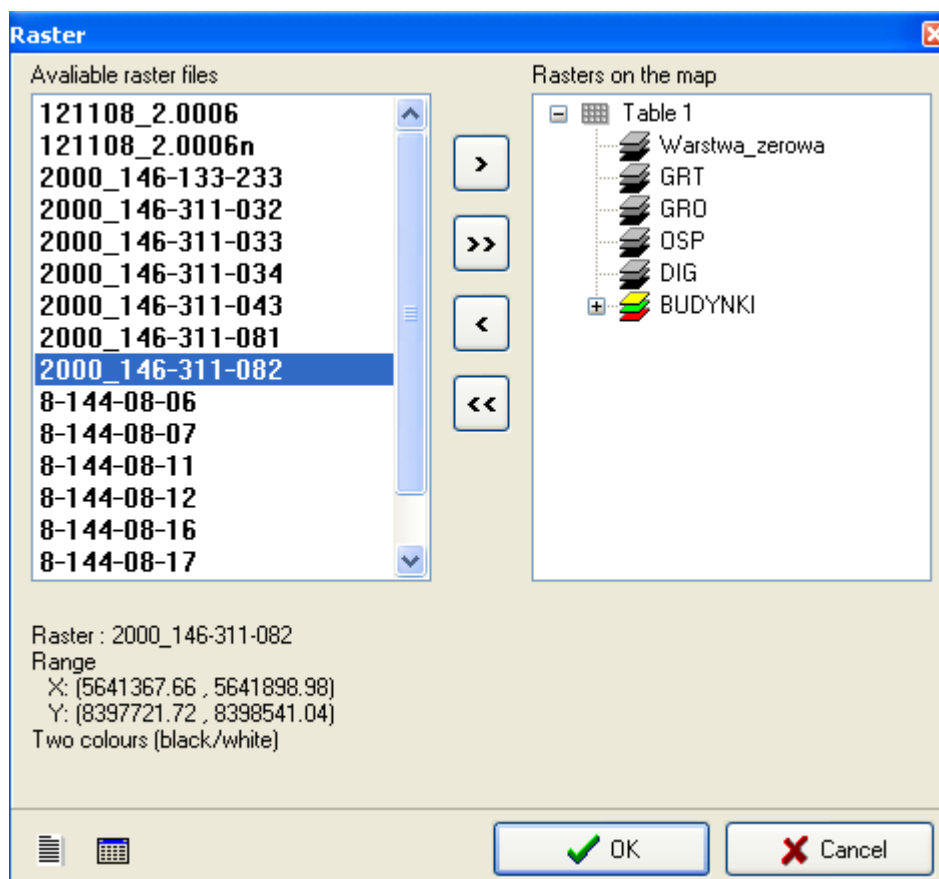 Raster
Avaliable raster files
121108_2.0006
121108_2.0006n
2000_146-133-233
2000_146-311-032
2000_146-311-033
2000_146-311-034
2000_146-311-043
2000_146-311-081
2000_146-311-082
8-144-08-06
8-144-08-07
8-144-08-11
8-144-08-12
8-144-08-16
8-144-08-17
>
>>
<
<<
Rasters on the map
Table 1
Warstwa_zerowa
GRT
GRO
OSP
DIG
BUDYNKI
Raster : 2000_146-311-082
Range
X: (5641367.66 , 5641898.98)
Y: (8397721.72 , 8398541.04)
Two colours (black/white)
OK
Cancel